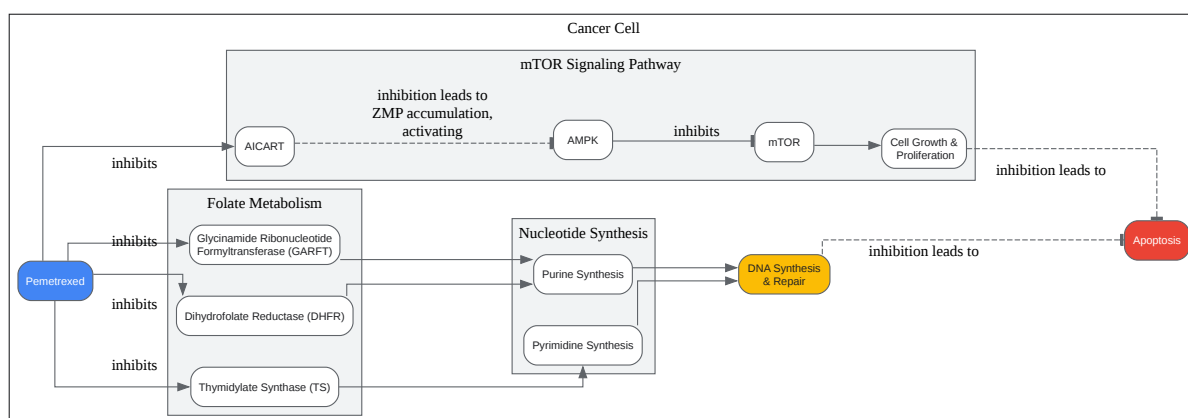 Cancer Cell
mTOR Signaling Pathway
inhibition leads to
ZMP accumulation,
activating
inhibits
AICART
AMPK
inhibits
mTOR
Cell Growth &
Proliferation
inhibition leads to
Folate Metabolism
inhibits
Glycinamide Ribonucleotide
Formyltransferase (GARFT)
Nucleotide Synthesis
Pemetrexed
inhibits
Dihydrofolate Reductase (DHFR)
Purine Synthesis
DNA Synthesis
& Repair
inhibition leads to
Apoptosis
Pyrimidine Synthesis
inhibits
Thymidylate Synthase (TS)